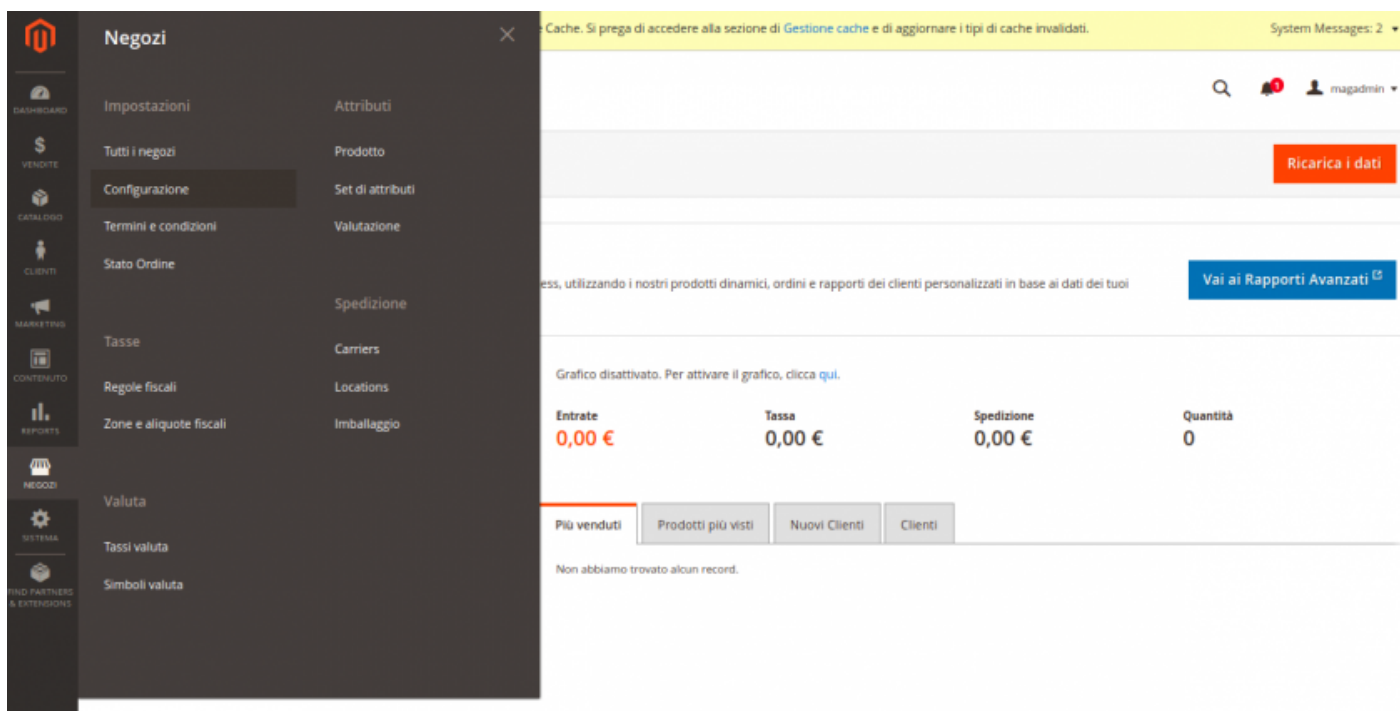 DASHBOARD
VENDITE
CATALOGO
CLIENTI
MARKETING
CONTENUTO
REPORTS
NEGOZI
SISTEMA
FIND PARTNERS
& EXTENSIONS
Negozi
Impostazioni
Tutti i negozi
Configurazione
Termini e condizioni
Stato Ordine
Tasse
Regole fiscali
Zone e aliquote fiscali
Valuta
Tassi valuta
Simboli valuta
Attributi
Prodotto
Set di attributi
Valutazione
Spedizione
Carriers
Locations
Imballaggio
Cache. Si prega di accedere alla sezione di Gestione cache e di aggiornare i tipi di cache invalidati.
System Messages: 2
1
magadmin
Ricarica i dati
ess, utilizzando i nostri prodotti dinamici, ordini e rapporti dei clienti personalizzati in base ai dati dei tuoi
Vai ai Rapporti Avanzati
Grafico disattivato. Per attivare il grafico, clicca qui.
Entrate Tassa Spedizione Quantità
0,00 € 0,00 € 0,00 € 0
Più venduti Prodotti più visti Nuovi Clienti Clienti
Non abbiamo trovato alcun record.